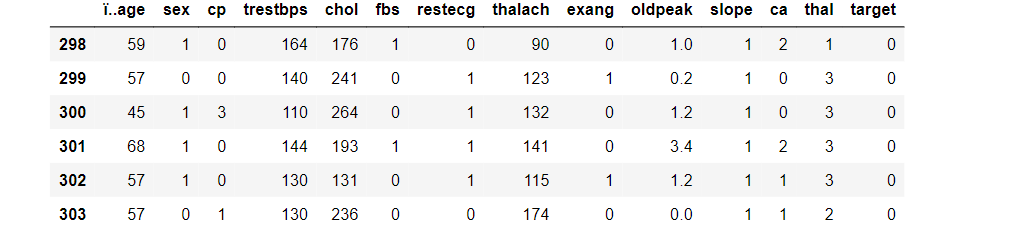 ï..age sex cp trestbps chol fbs restecg thalach exang oldpeak slope ca thal target
298 59 1 0 164 176 1 0 90 0 1.0 1 2 1 0
299 57 0 0 140 241 0 1 123 1 0.2 1 0 3 0
300 45 1 3 110 264 0 1 132 0 1.2 1 0 3 0
301 68 1 0 144 193 1 1 141 0 3.4 1 2 3 0
302 57 1 0 130 131 0 1 115 1 1.2 1 1 3 0
303 57 0 1 130 236 0 0 174 0 0.0 1 1 2 0